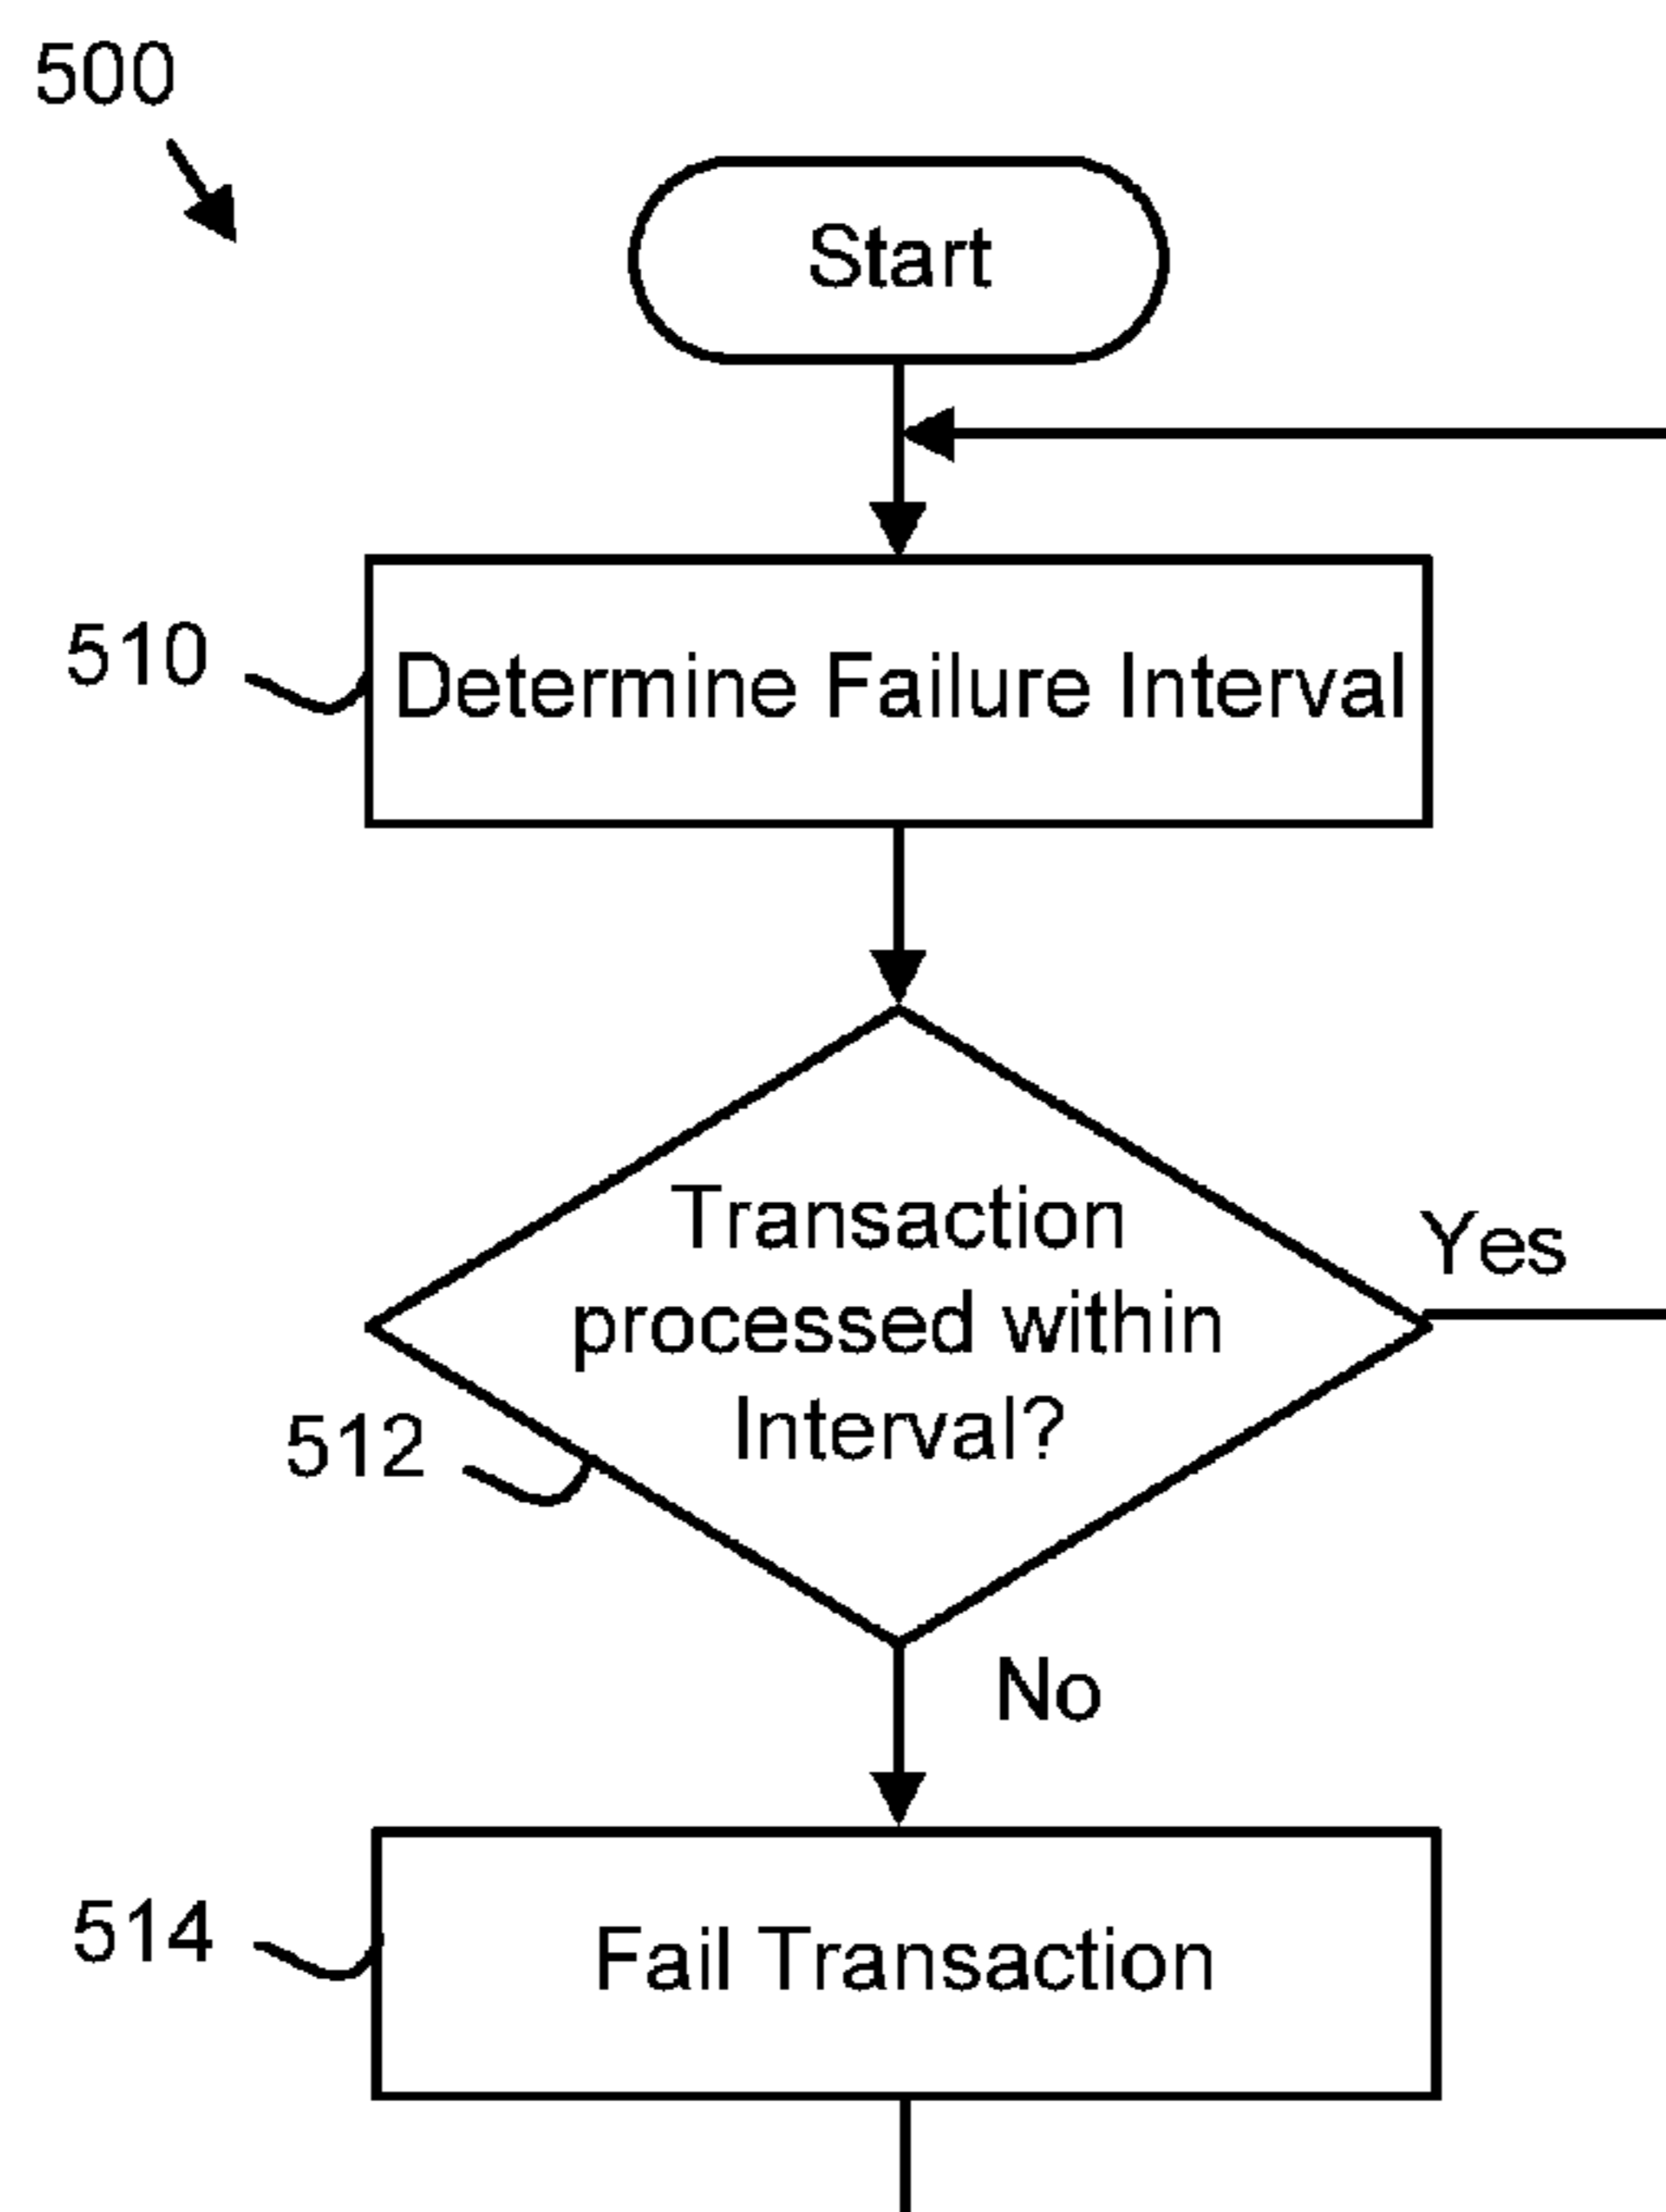 500
Start
510
Determine Failure Interval
Transaction
processed within
Interval?
Yes
512
No
514
Fail Transaction